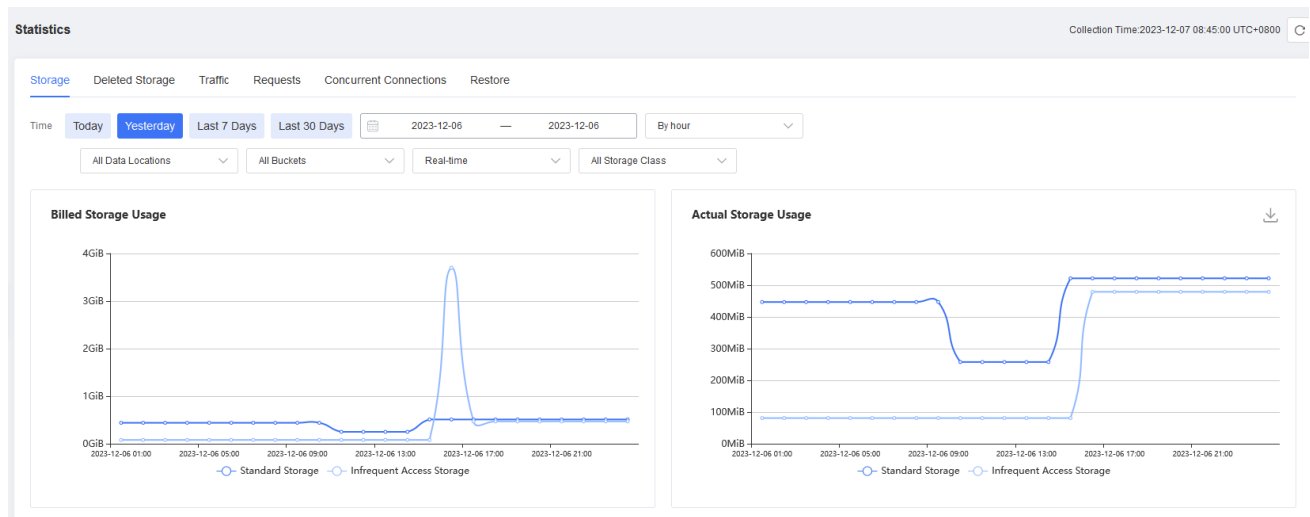 Statistics
Collection Time:2023-12-07 08:45:00 UTC+0800
Storage Deleted Storage Traffic Requests Concurrent Connections Restore
Time Today Yesterday Last 7 Days Last 30 Days 2023-12-06 — 2023-12-06 By hour
All Data Locations All Buckets Real-time All Storage Class
Billed Storage Usage
4GiB
3GiB
2GiB
1GiB
0GiB
2023-12-06 01:00 2023-12-06 05:00 2023-12-06 09:00 2023-12-06 13:00 2023-12-06 17:00 2023-12-06 21:00
Standard Storage Infrequent Access Storage
Actual Storage Usage
600MiB
500MiB
400MiB
300MiB
200MiB
100MiB
0MiB
2023-12-06 01:00 2023-12-06 05:00 2023-12-06 09:00 2023-12-06 13:00 2023-12-06 17:00 2023-12-06 21:00
Standard Storage Infrequent Access Storage